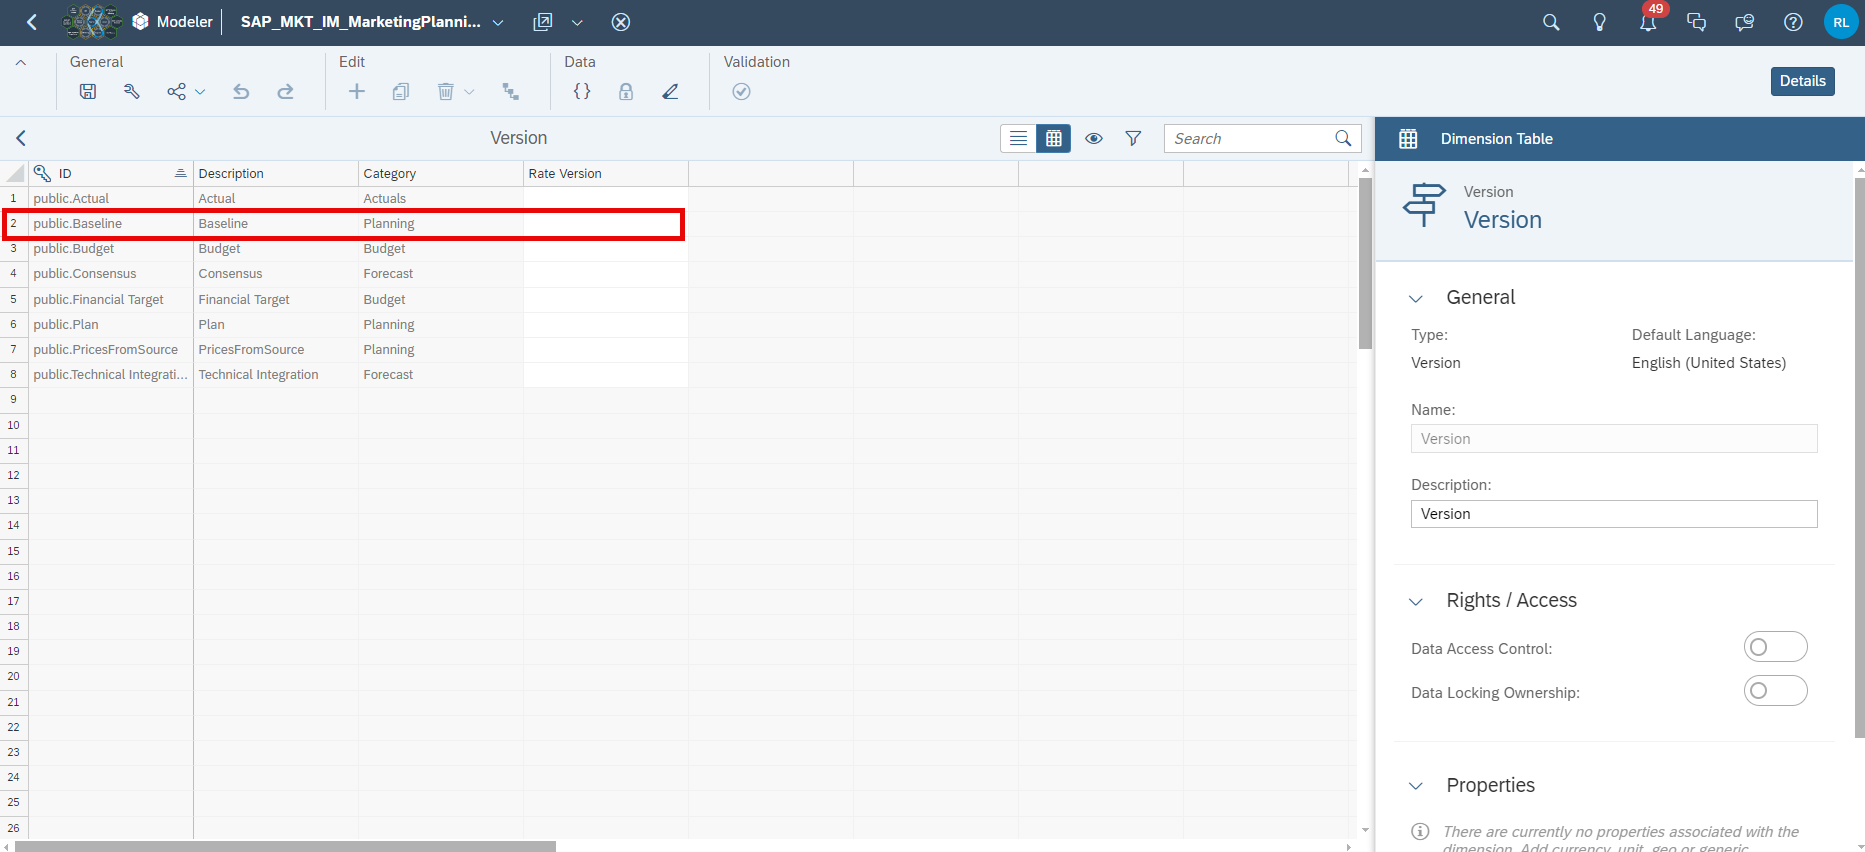 Modeler
SAP_MKT_IM_MarketingPlanni...
49
RL
General
Edit
Data
Validation
Details
Version
Search
Dimension Table
ID
Description
Category
Rate Version
1 public.Actual Actual Actuals
2 public.Baseline Baseline Planning
3 public.Budget Budget Budget
4 public.Consensus Consensus Forecast
5 public.Financial Target Financial Target Budget
6 public.Plan Plan Planning
7 public.PricesFromSource PricesFromSource Planning
8 public.Technical Integrati... Technical Integration Forecast
9
10
11
12
13
14
15
16
17
18
19
20
21
22
23
24
25
26
Version
Version
General
Type:
Default Language:
Version
English (United States)
Name:
Version
Description:
Version
Rights / Access
Data Access Control:
Data Locking Ownership:
Properties
There are currently no properties associated with the
dimension. Add currency, unit, geo or generic